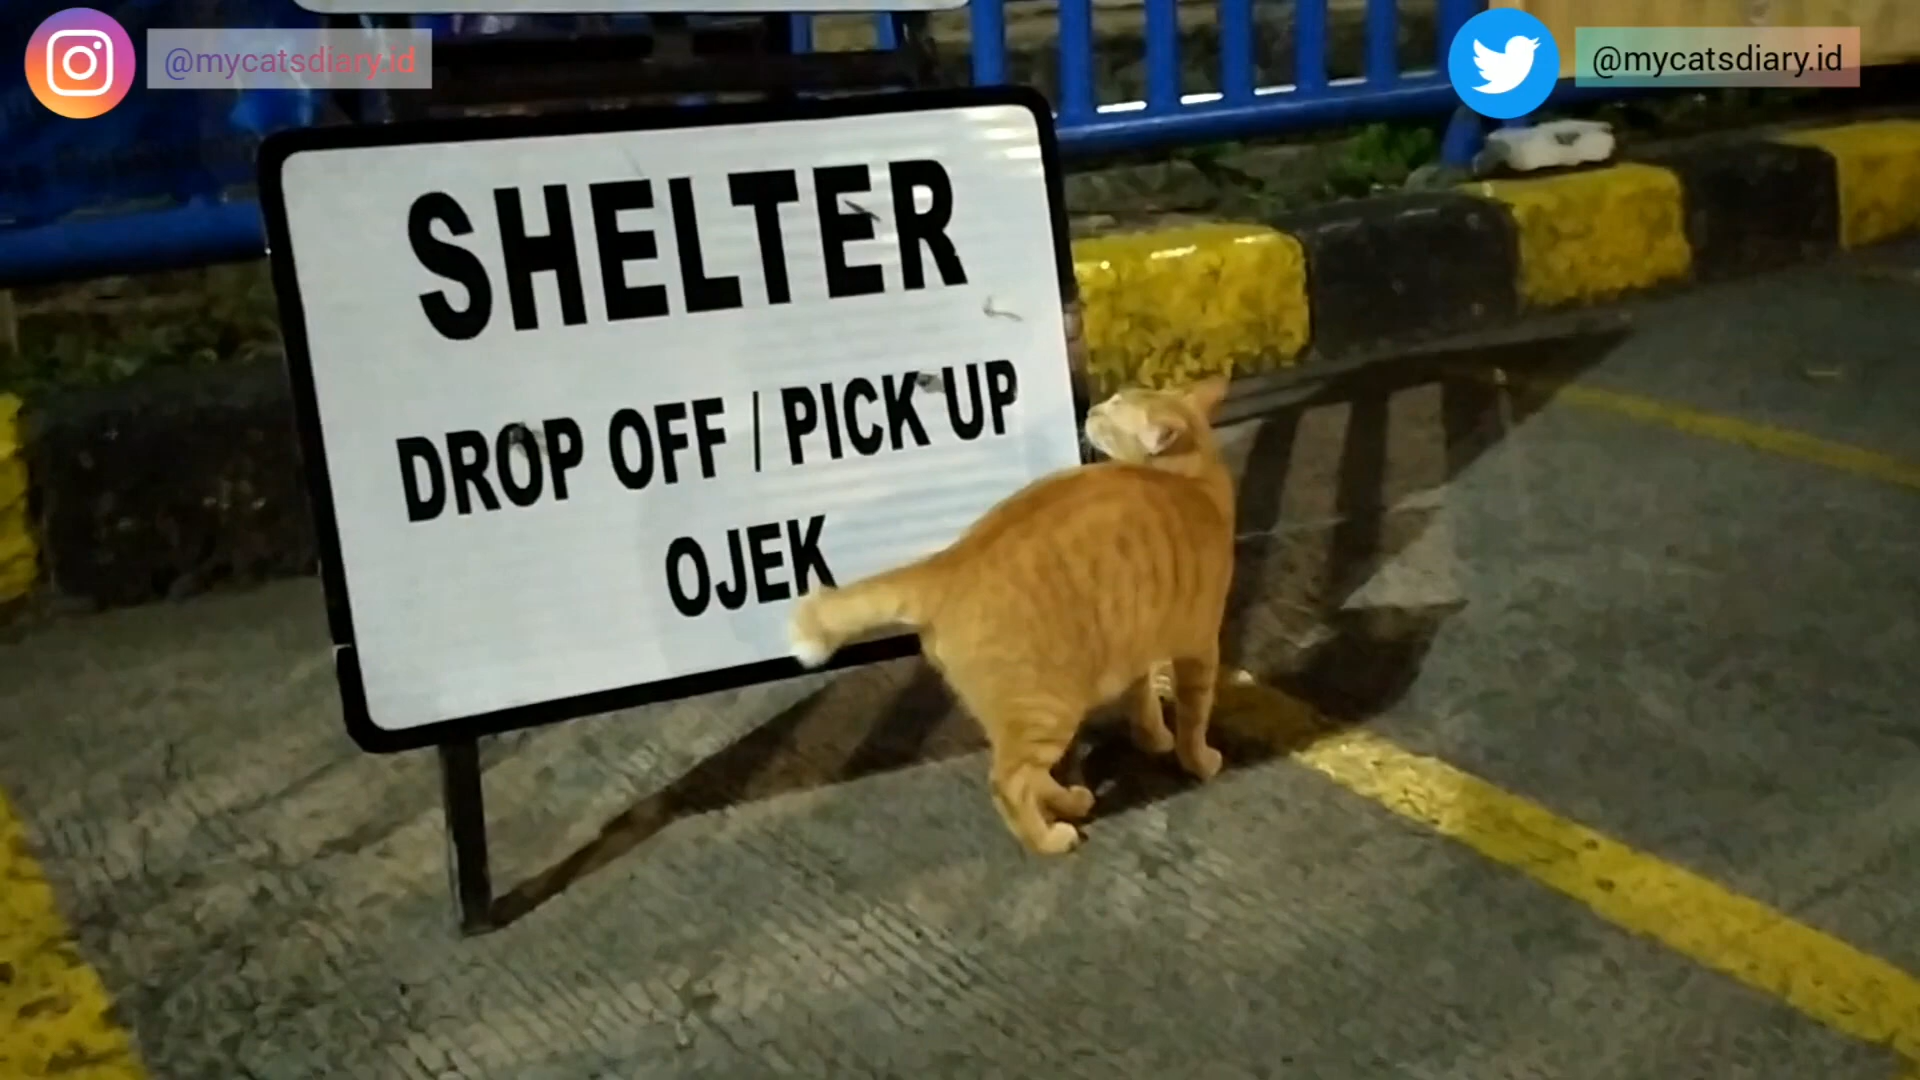 @mycatsdiary.id
@mycatsdiary.id
SHELTER
DROP OFF / PICK UP
OJEK